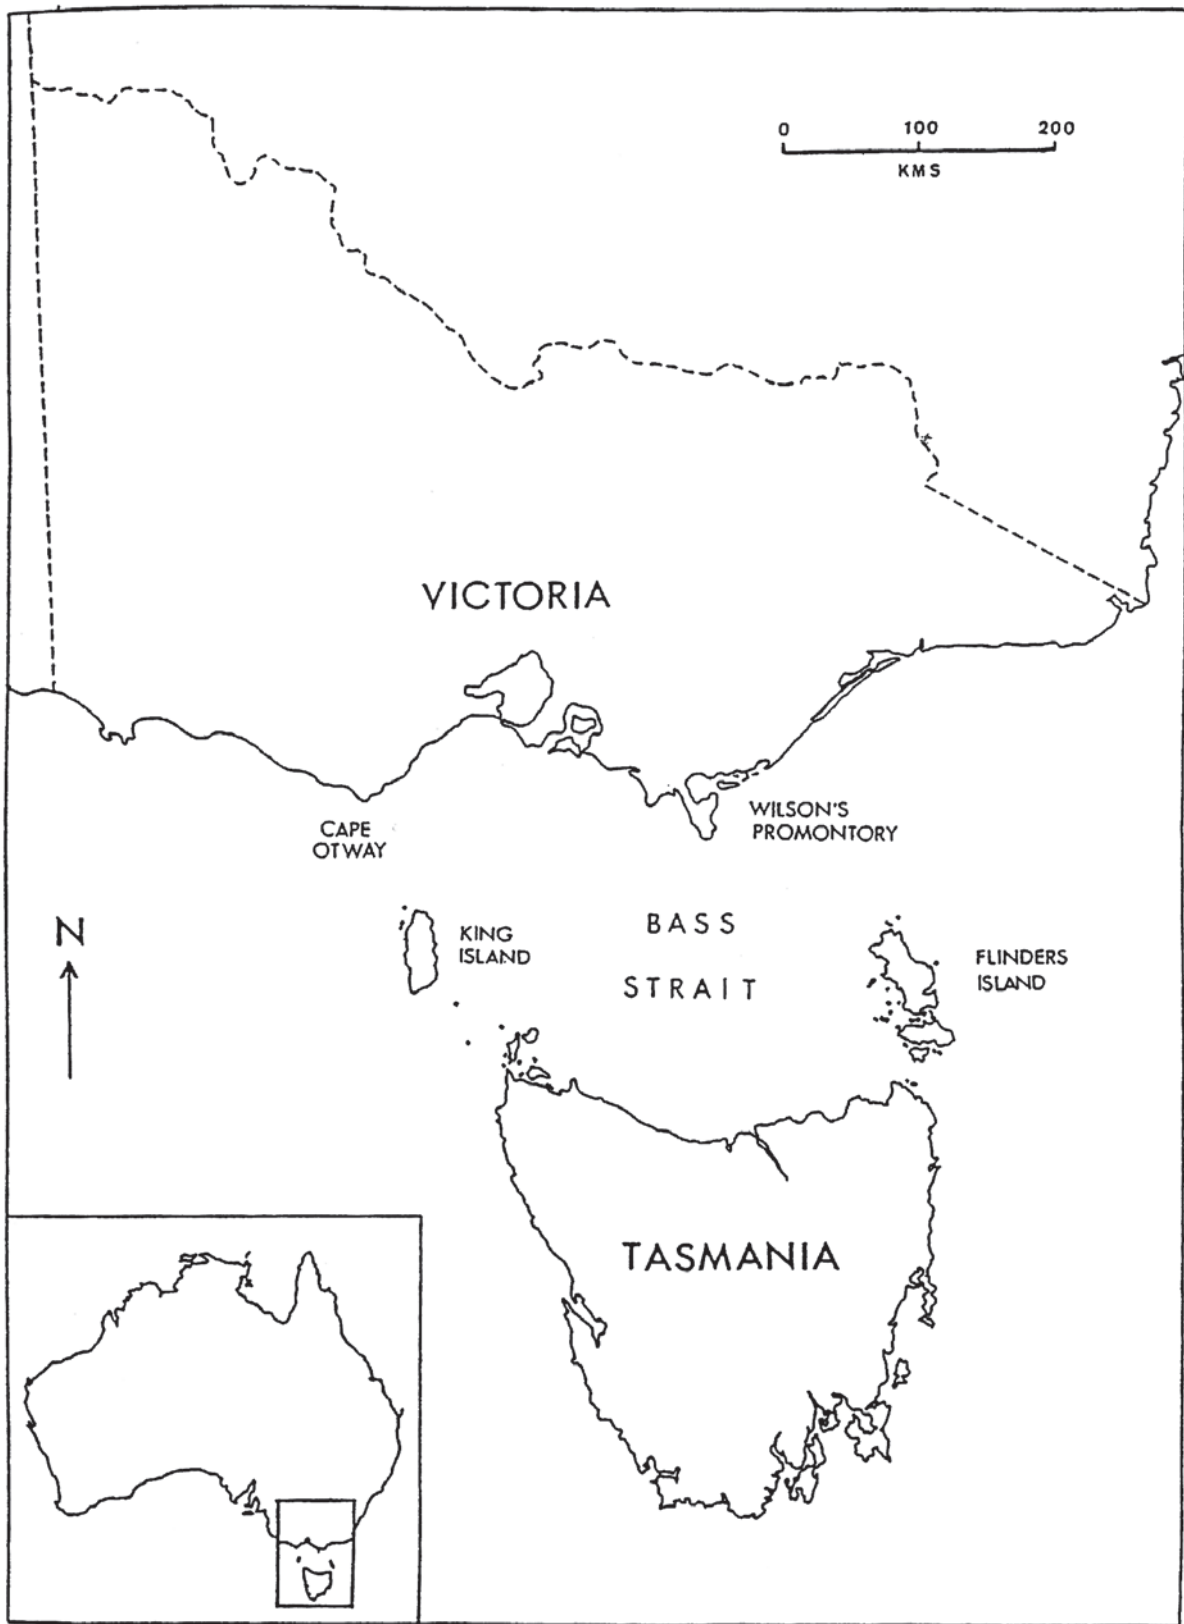 0 100 200
KMS
VICTORIA
CAPE
OTWAY
WILSON'S
PROMONTORY
N
KING
ISLAND
BASS
STRAIT
FLINDERS
ISLAND
TASMANIA